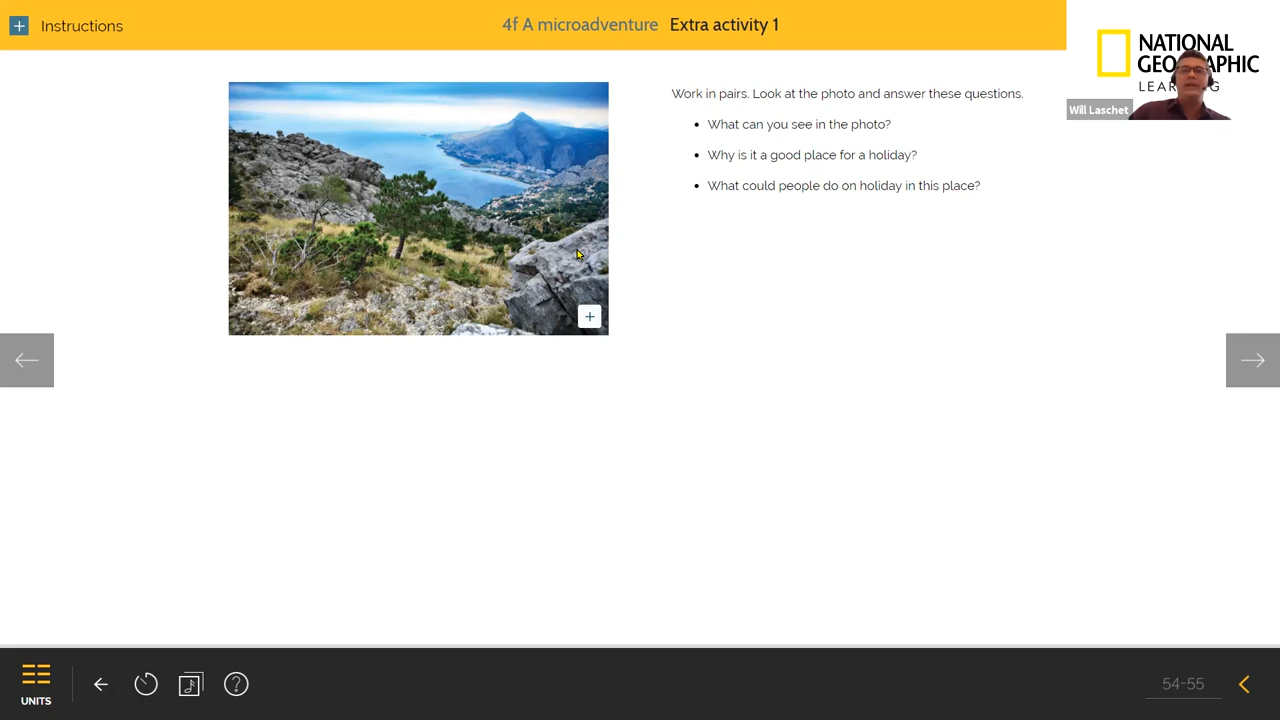 Instructions
4f A microadventure Extra activity 1
NATIONAL
GEOGRAPHIC
LEARNING
Will Laschet
Work in pairs. Look at the photo and answer these questions.
• What can you see in the photo?
• Why is it a good place for a holiday?
• What could people do on holiday in this place?
UNITS
54-55